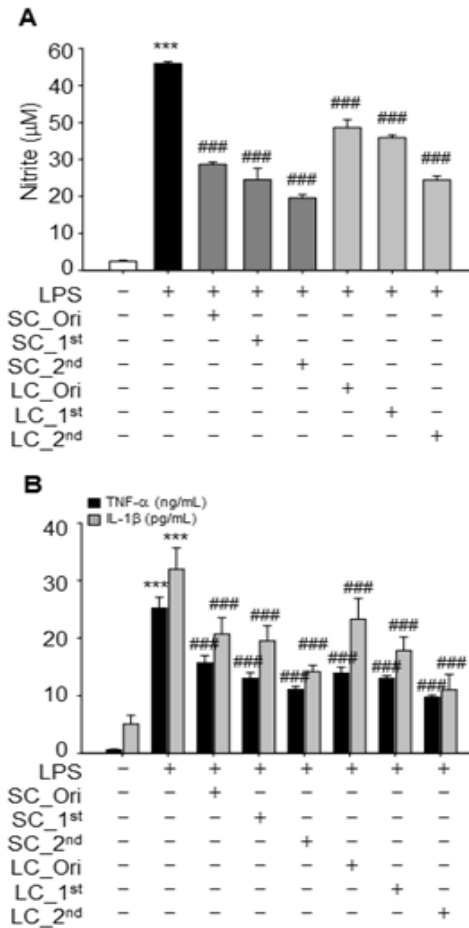 A
Nitrite (μM)
60
40
50
30
20
10
0
***
###
###
###
###
###
###
LPS − + + + + + + +
SC_Ori − − + − − − − −
SC_1st − − − + − − − −
SC_2nd − − − − + − − −
LC_Ori − − − − − + − −
LC_1st − − − − − − + −
LC_2nd − − − − − − − +
B
TNF-α (ng/mL)
IL-1β (pg/mL)
40
30
20
10
0
***
***
###
###
###
###
###
###
###
###
###
###
###
###
LPS − + + + + + + +
SC_Ori − − + − − − − −
SC_1st − − − + − − − −
SC_2nd − − − − + − − −
LC_Ori − − − − − + − −
LC_1st − − − − − − + −
LC_2nd − − − − − − − +